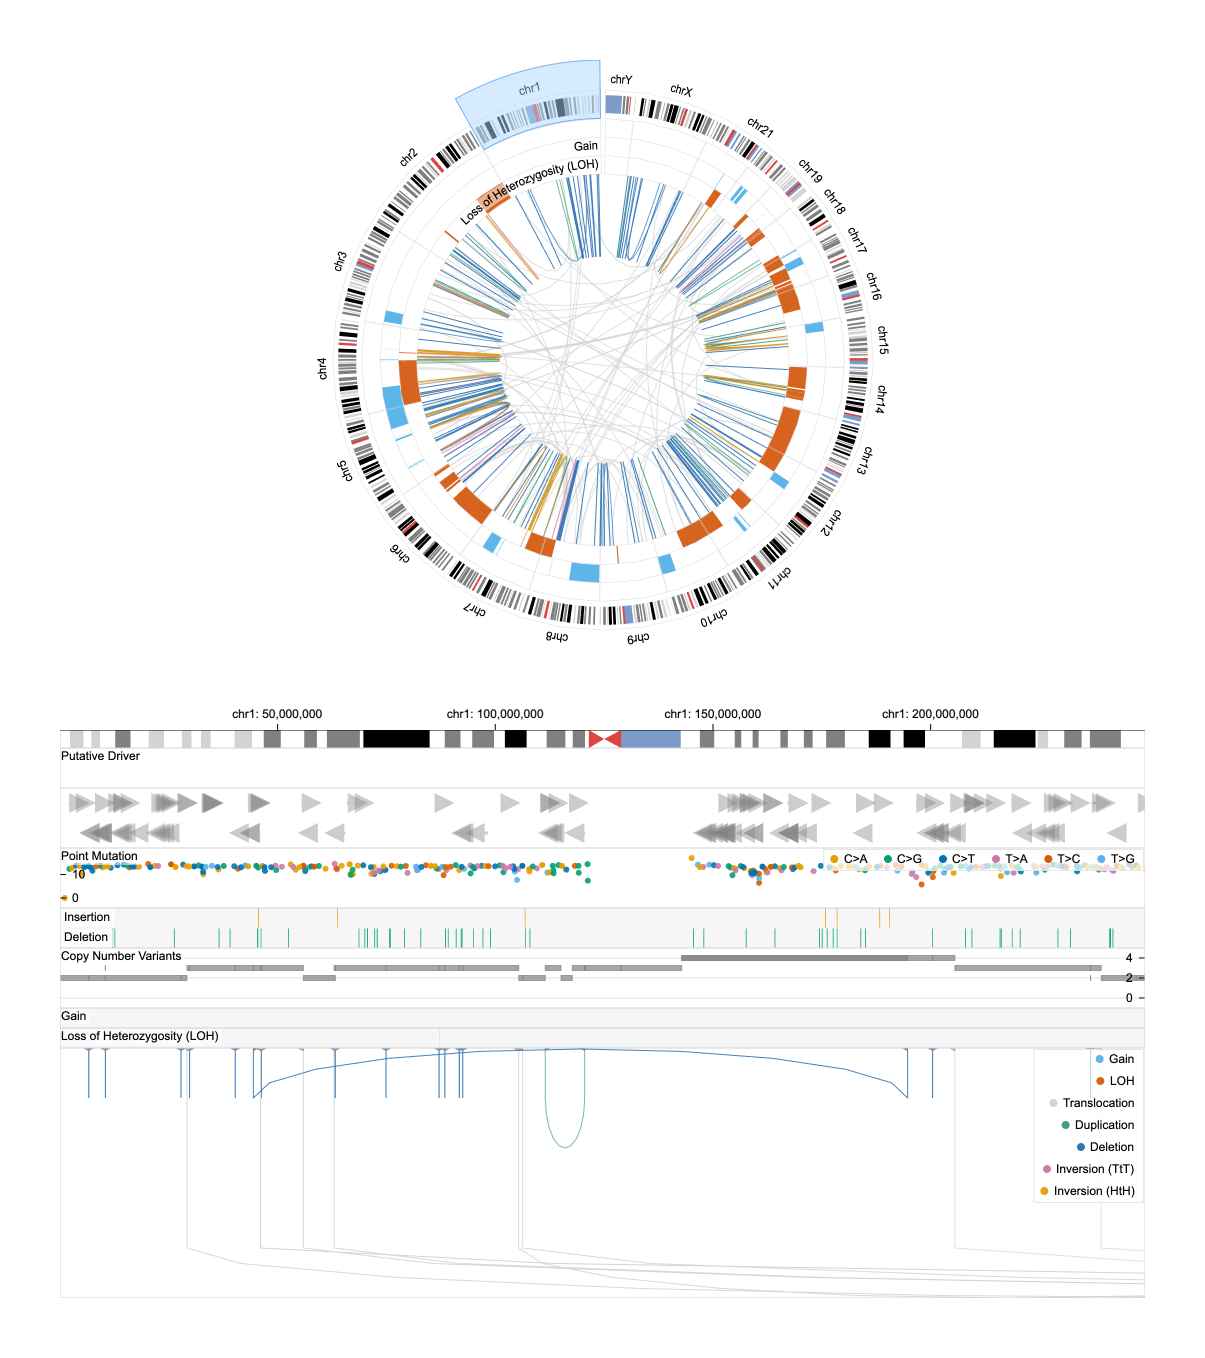 chrY
chrX
chr21
chr19
chr18
chr17
chr16
chr15
chr14
chr13
chr12
chr11
chr10
chr9
chr8
chr7
chr6
chr5
chr4
chr3
chr2
chr1
Gain
Loss of Heterozygosity (LOH)
chr1: 50,000,000 chr1: 100,000,000 chr1: 150,000,000 chr1: 200,000,000
Putative Driver
Point Mutation
C>A C>G C>T T>A T>C T>G
10
0
Insertion
Deletion
Copy Number Variants
4
2
0
Gain
Loss of Heterozygosity (LOH)
Gain
LOH
Translocation
Duplication
Deletion
Inversion (TtT)
Inversion (HtH)